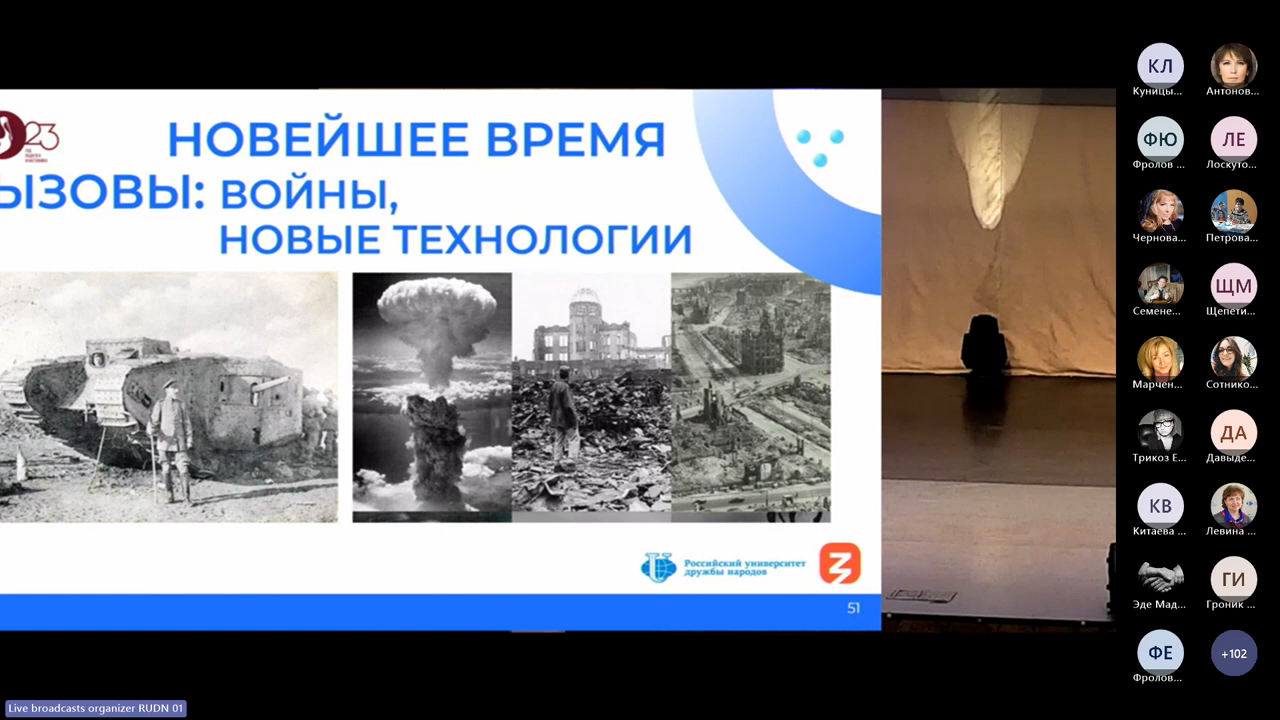 23
НОВЕЙШЕЕ ВРЕМЯ
ЫЗОВЫ: ВОЙНЫ,
НОВЫЕ ТЕХНОЛОГИИ
Российский университет
дружбы народов
51
КЛ
Куницы...
Антонов...
ФЮ
Фролов ...
ЛЕ
Лоскуто...
Чернова...
Петрова...
Семене...
ЩМ
Щепети...
Марчен...
Сотнико...
Трикоз Е...
ДА
Давыде...
КВ
Китаева ...
Левина ...
Эде Мад...
ГИ
Гроник ...
ФЕ
Фролов...
+102
Live broadcasts organizer RUDN 01